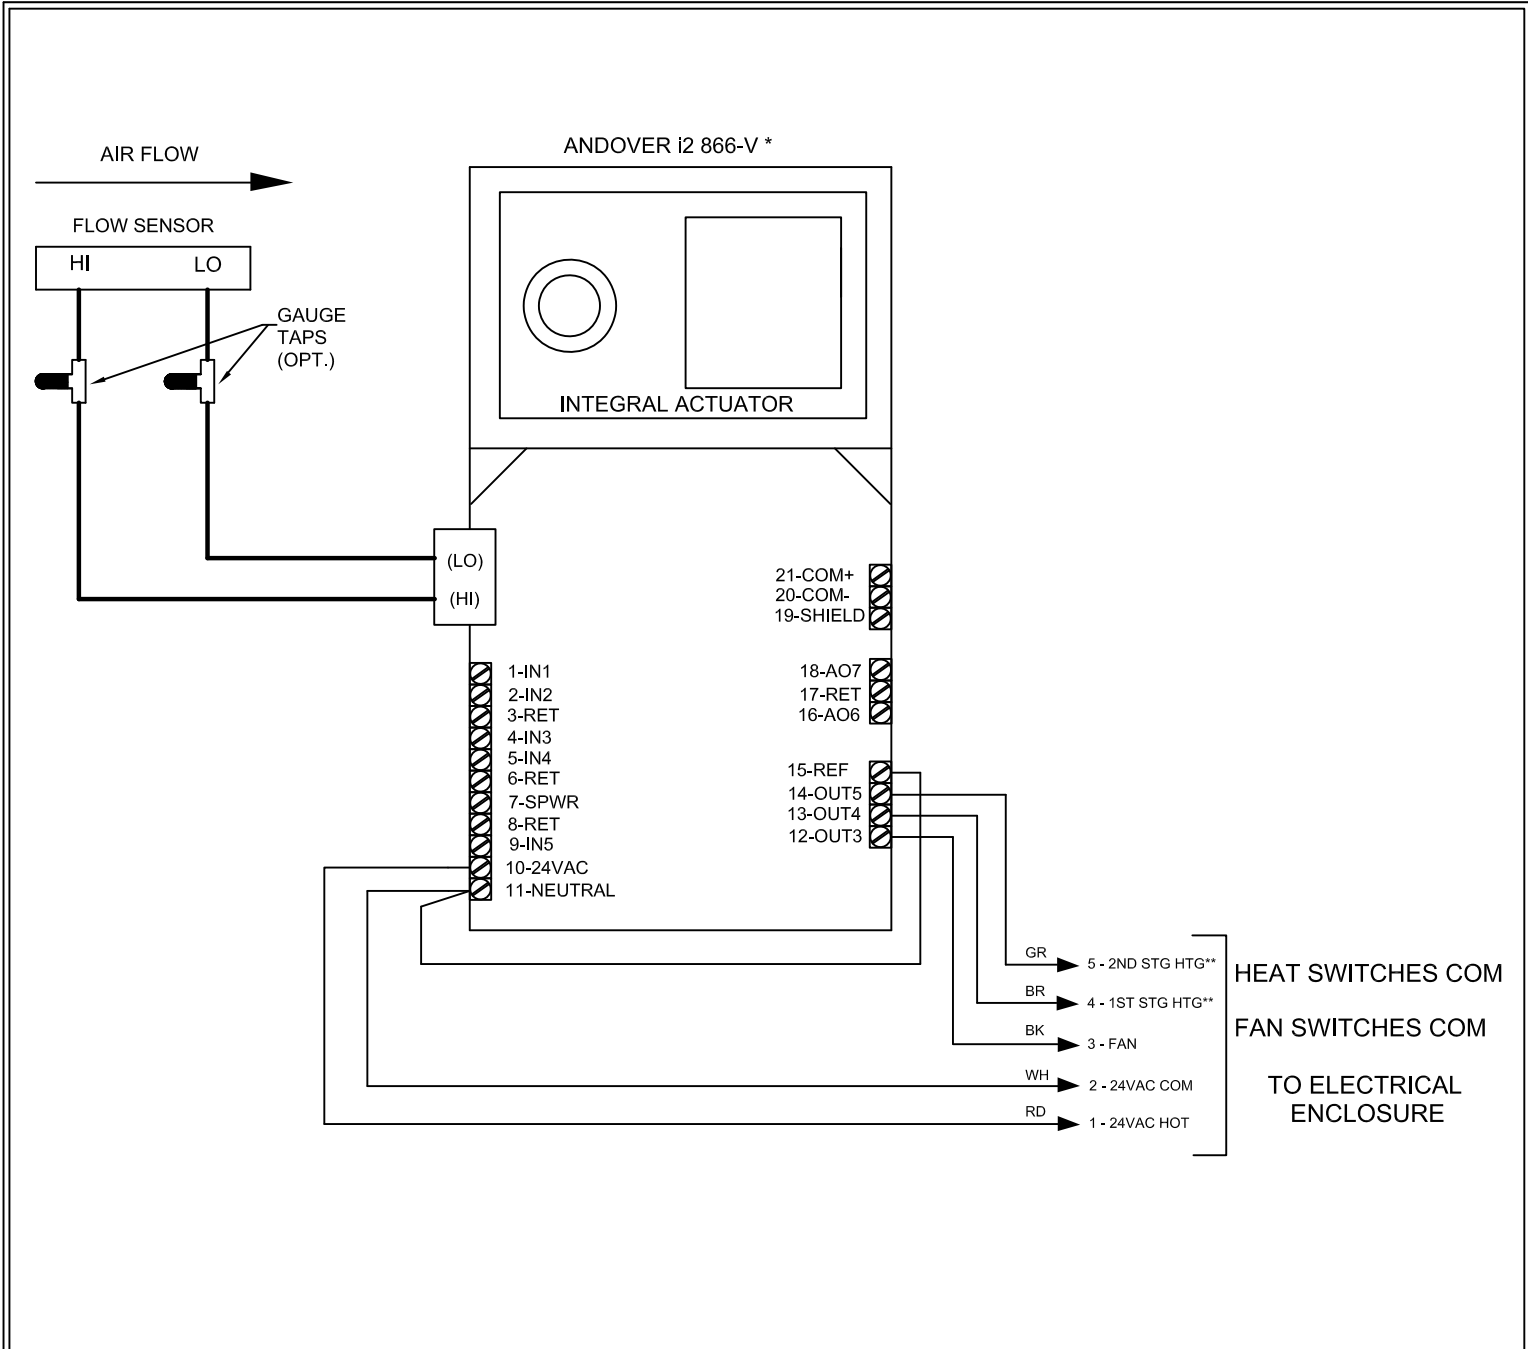 ANDOVER i2 866-V *
AIR FLOW
FLOW SENSOR
HI
LO
GAUGE
TAPS
(OPT.)
INTEGRAL ACTUATOR
(LO)
(HI)
21-COM+
20-COM-
19-SHIELD
1-IN1
2-IN2
3-RET
4-IN3
5-IN4
6-RET
7-SPWR
8-RET
9-IN5
10-24VAC
11-NEUTRAL
18-AO7
17-RET
16-AO6
15-REF
14-OUT5
13-OUT4
12-OUT3
GR
5 - 2ND STG HTG**
BR
4 - 1ST STG HTG**
BK
3 - FAN
WH
2 - 24VAC COM
RD
1 - 24VAC HOT
HEAT SWITCHES COM
FAN SWITCHES COM
TO ELECTRICAL
ENCLOSURE